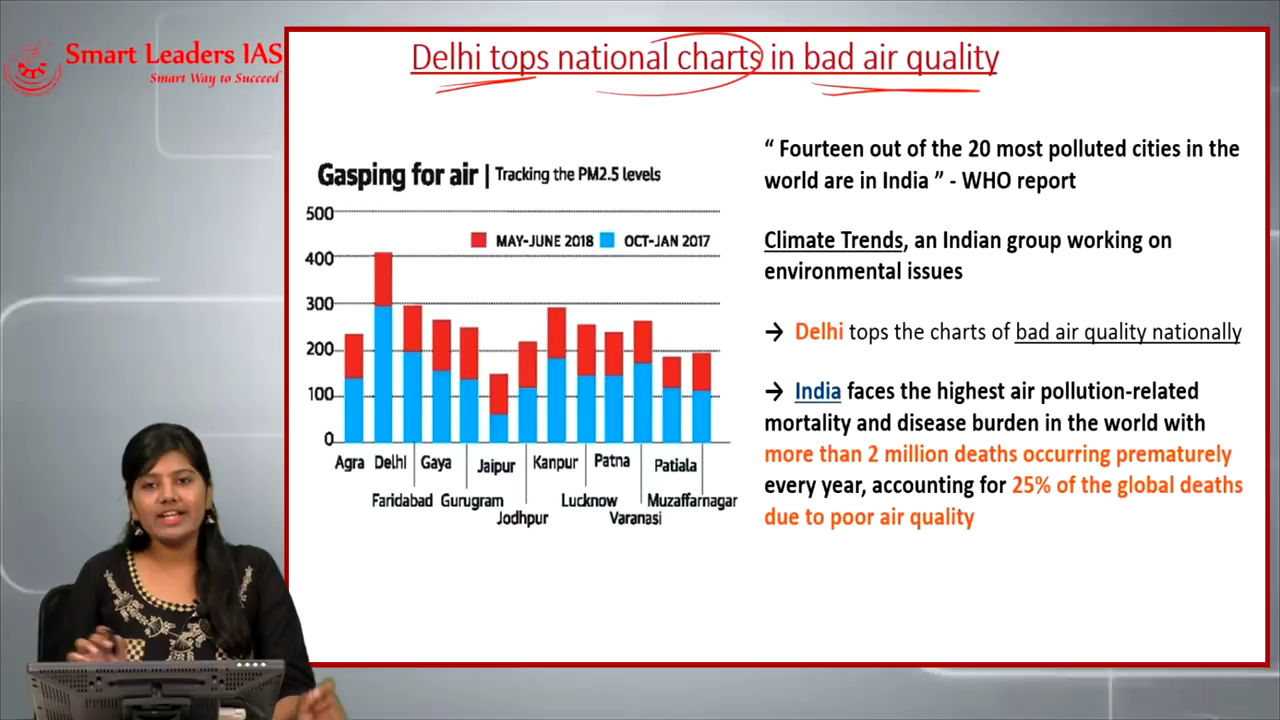 Smart Leaders IAS
Smart Way to Succeed
Delhi tops national charts in bad air quality
Gasping for air | Tracking the PM2.5 levels
500
MAY-JUNE 2018 OCT-JAN 2017
400
300
200
100
0
Agra Delhi Gaya Jaipur Kanpur Patna Patiala
Faridabad Gurugram Lucknow Muzaffarnagar
Jodhpur Varanasi
“ Fourteen out of the 20 most polluted cities in the
world are in India ” - WHO report
Climate Trends, an Indian group working on
environmental issues
→ Delhi tops the charts of bad air quality nationally
→ India faces the highest air pollution-related
mortality and disease burden in the world with
more than 2 million deaths occurring prematurely
every year, accounting for 25% of the global deaths
due to poor air quality